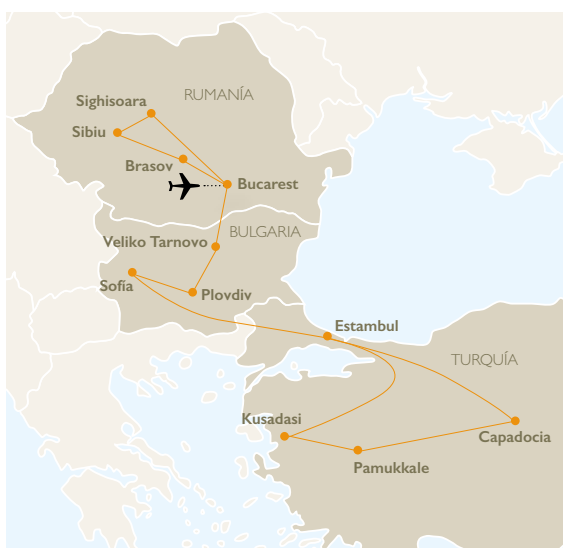 RUMANÍA
Sighisoara
Sibiu
Brasov
Bucarest
BULGARIA
Veliko Tarnovo
Sofía
Plovdiv
Estambul
TURQUÍA
Kusadasi
Capadocia
Pamukkale